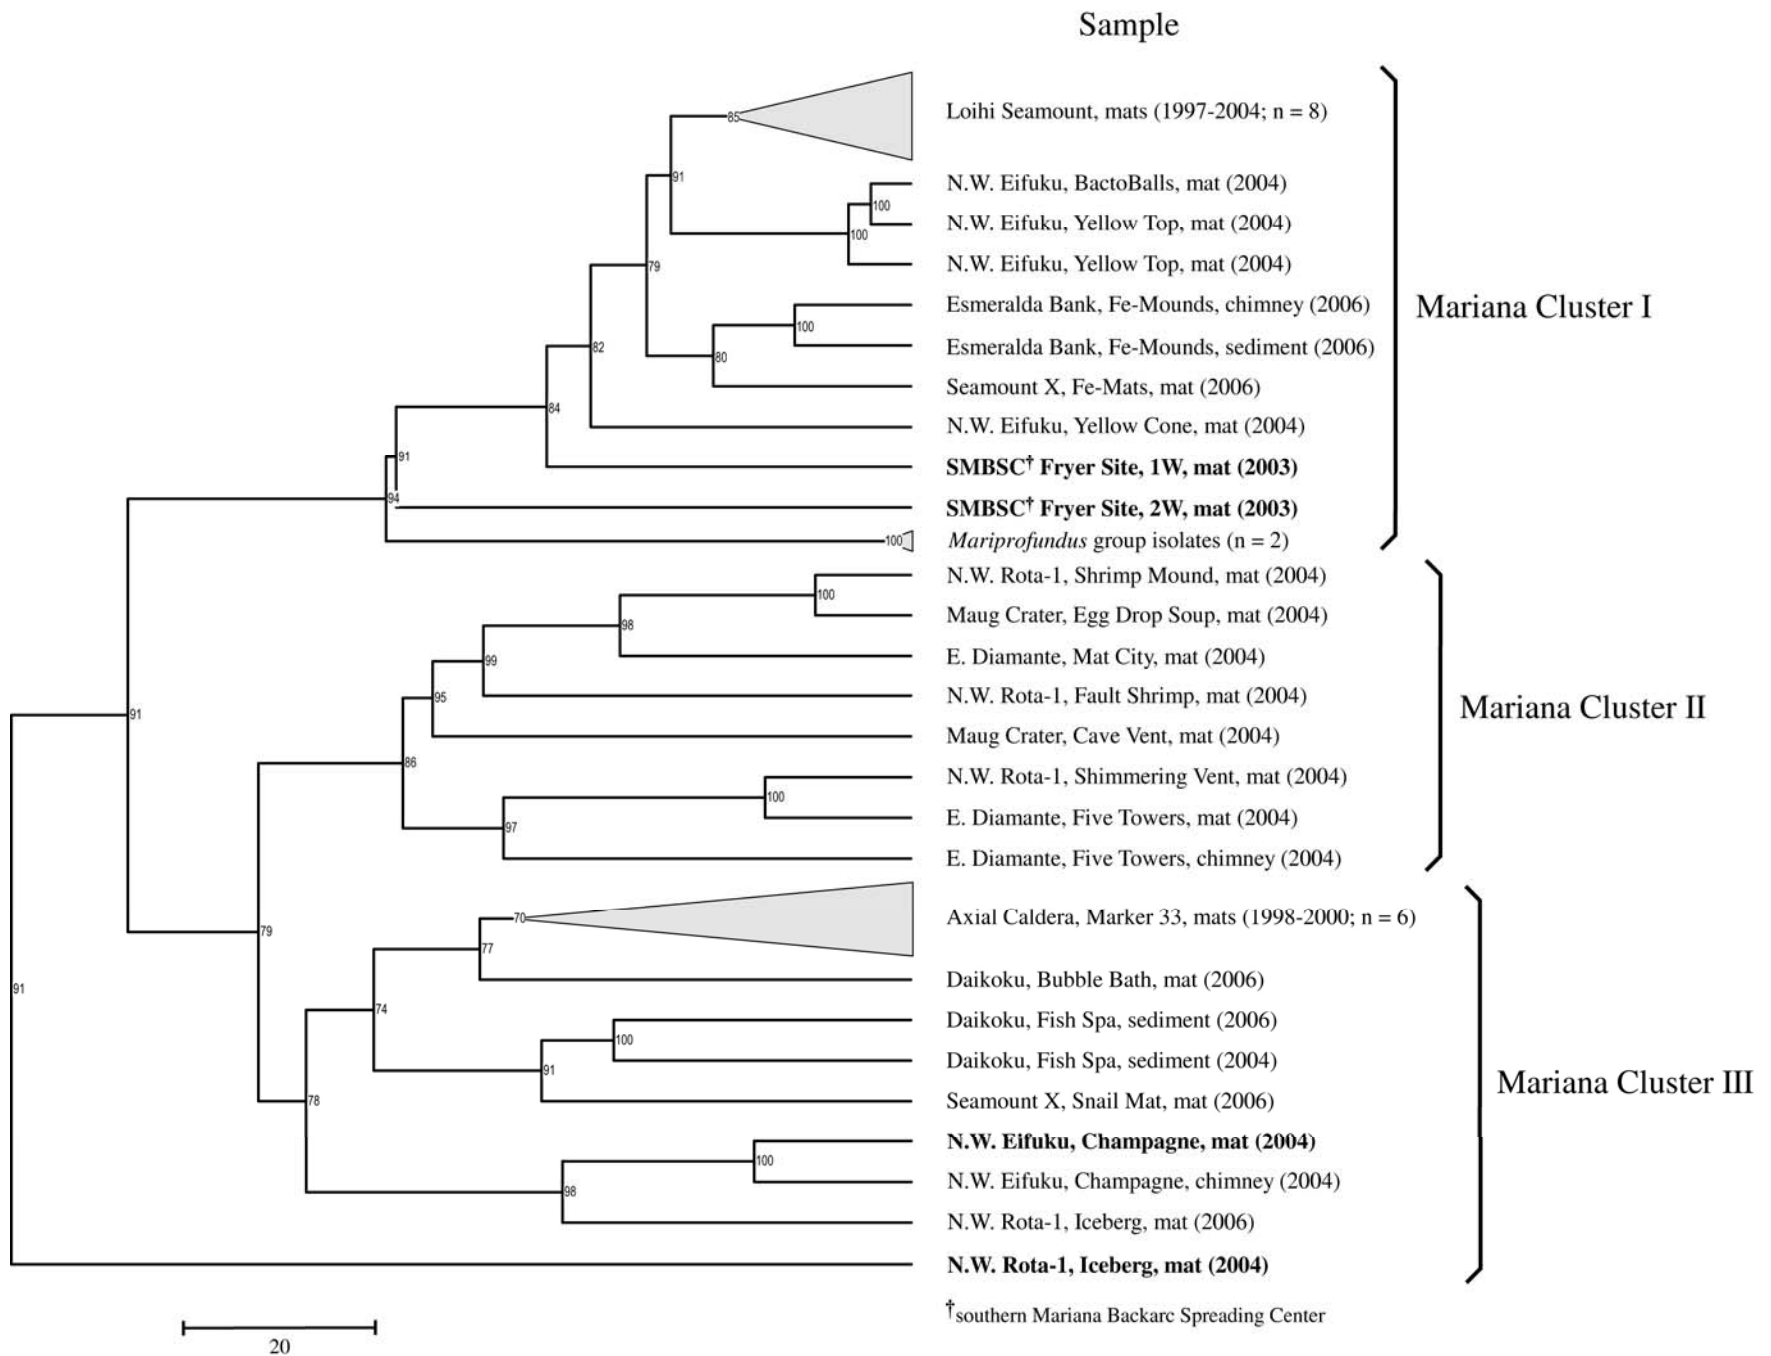 Sample
85
Loihi Seamount, mats (1997-2004; n = 8)
91
N.W. Eifuku, BactoBalls, mat (2004)
100
N.W. Eifuku, Yellow Top, mat (2004)
100
N.W. Eifuku, Yellow Top, mat (2004)
79
Esmeralda Bank, Fe-Mounds, chimney (2006)
Mariana Cluster I
100
Esmeralda Bank, Fe-Mounds, sediment (2006)
82
80
Seamount X, Fe-Mats, mat (2006)
84
N.W. Eifuku, Yellow Cone, mat (2004)
91
SMBSC† Fryer Site, 1W, mat (2003)
94
SMBSC† Fryer Site, 2W, mat (2003)
100
Mariprofundus group isolates (n = 2)
N.W. Rota-1, Shrimp Mound, mat (2004)
100
Maug Crater, Egg Drop Soup, mat (2004)
98
E. Diamante, Mat City, mat (2004)
99
95
N.W. Rota-1, Fault Shrimp, mat (2004)
Mariana Cluster II
91
Maug Crater, Cave Vent, mat (2004)
86
N.W. Rota-1, Shimmering Vent, mat (2004)
100
E. Diamante, Five Towers, mat (2004)
97
E. Diamante, Five Towers, chimney (2004)
70
Axial Caldera, Marker 33, mats (1998-2000; n = 6)
79
77
Daikoku, Bubble Bath, mat (2006)
91
74
Daikoku, Fish Spa, sediment (2006)
100
Daikoku, Fish Spa, sediment (2004)
91
Mariana Cluster III
78
Seamount X, Snail Mat, mat (2006)
N.W. Eifuku, Champagne, mat (2004)
100
N.W. Eifuku, Champagne, chimney (2004)
98
N.W. Rota-1, Iceberg, mat (2006)
N.W. Rota-1, Iceberg, mat (2004)
†southern Mariana Backarc Spreading Center
20